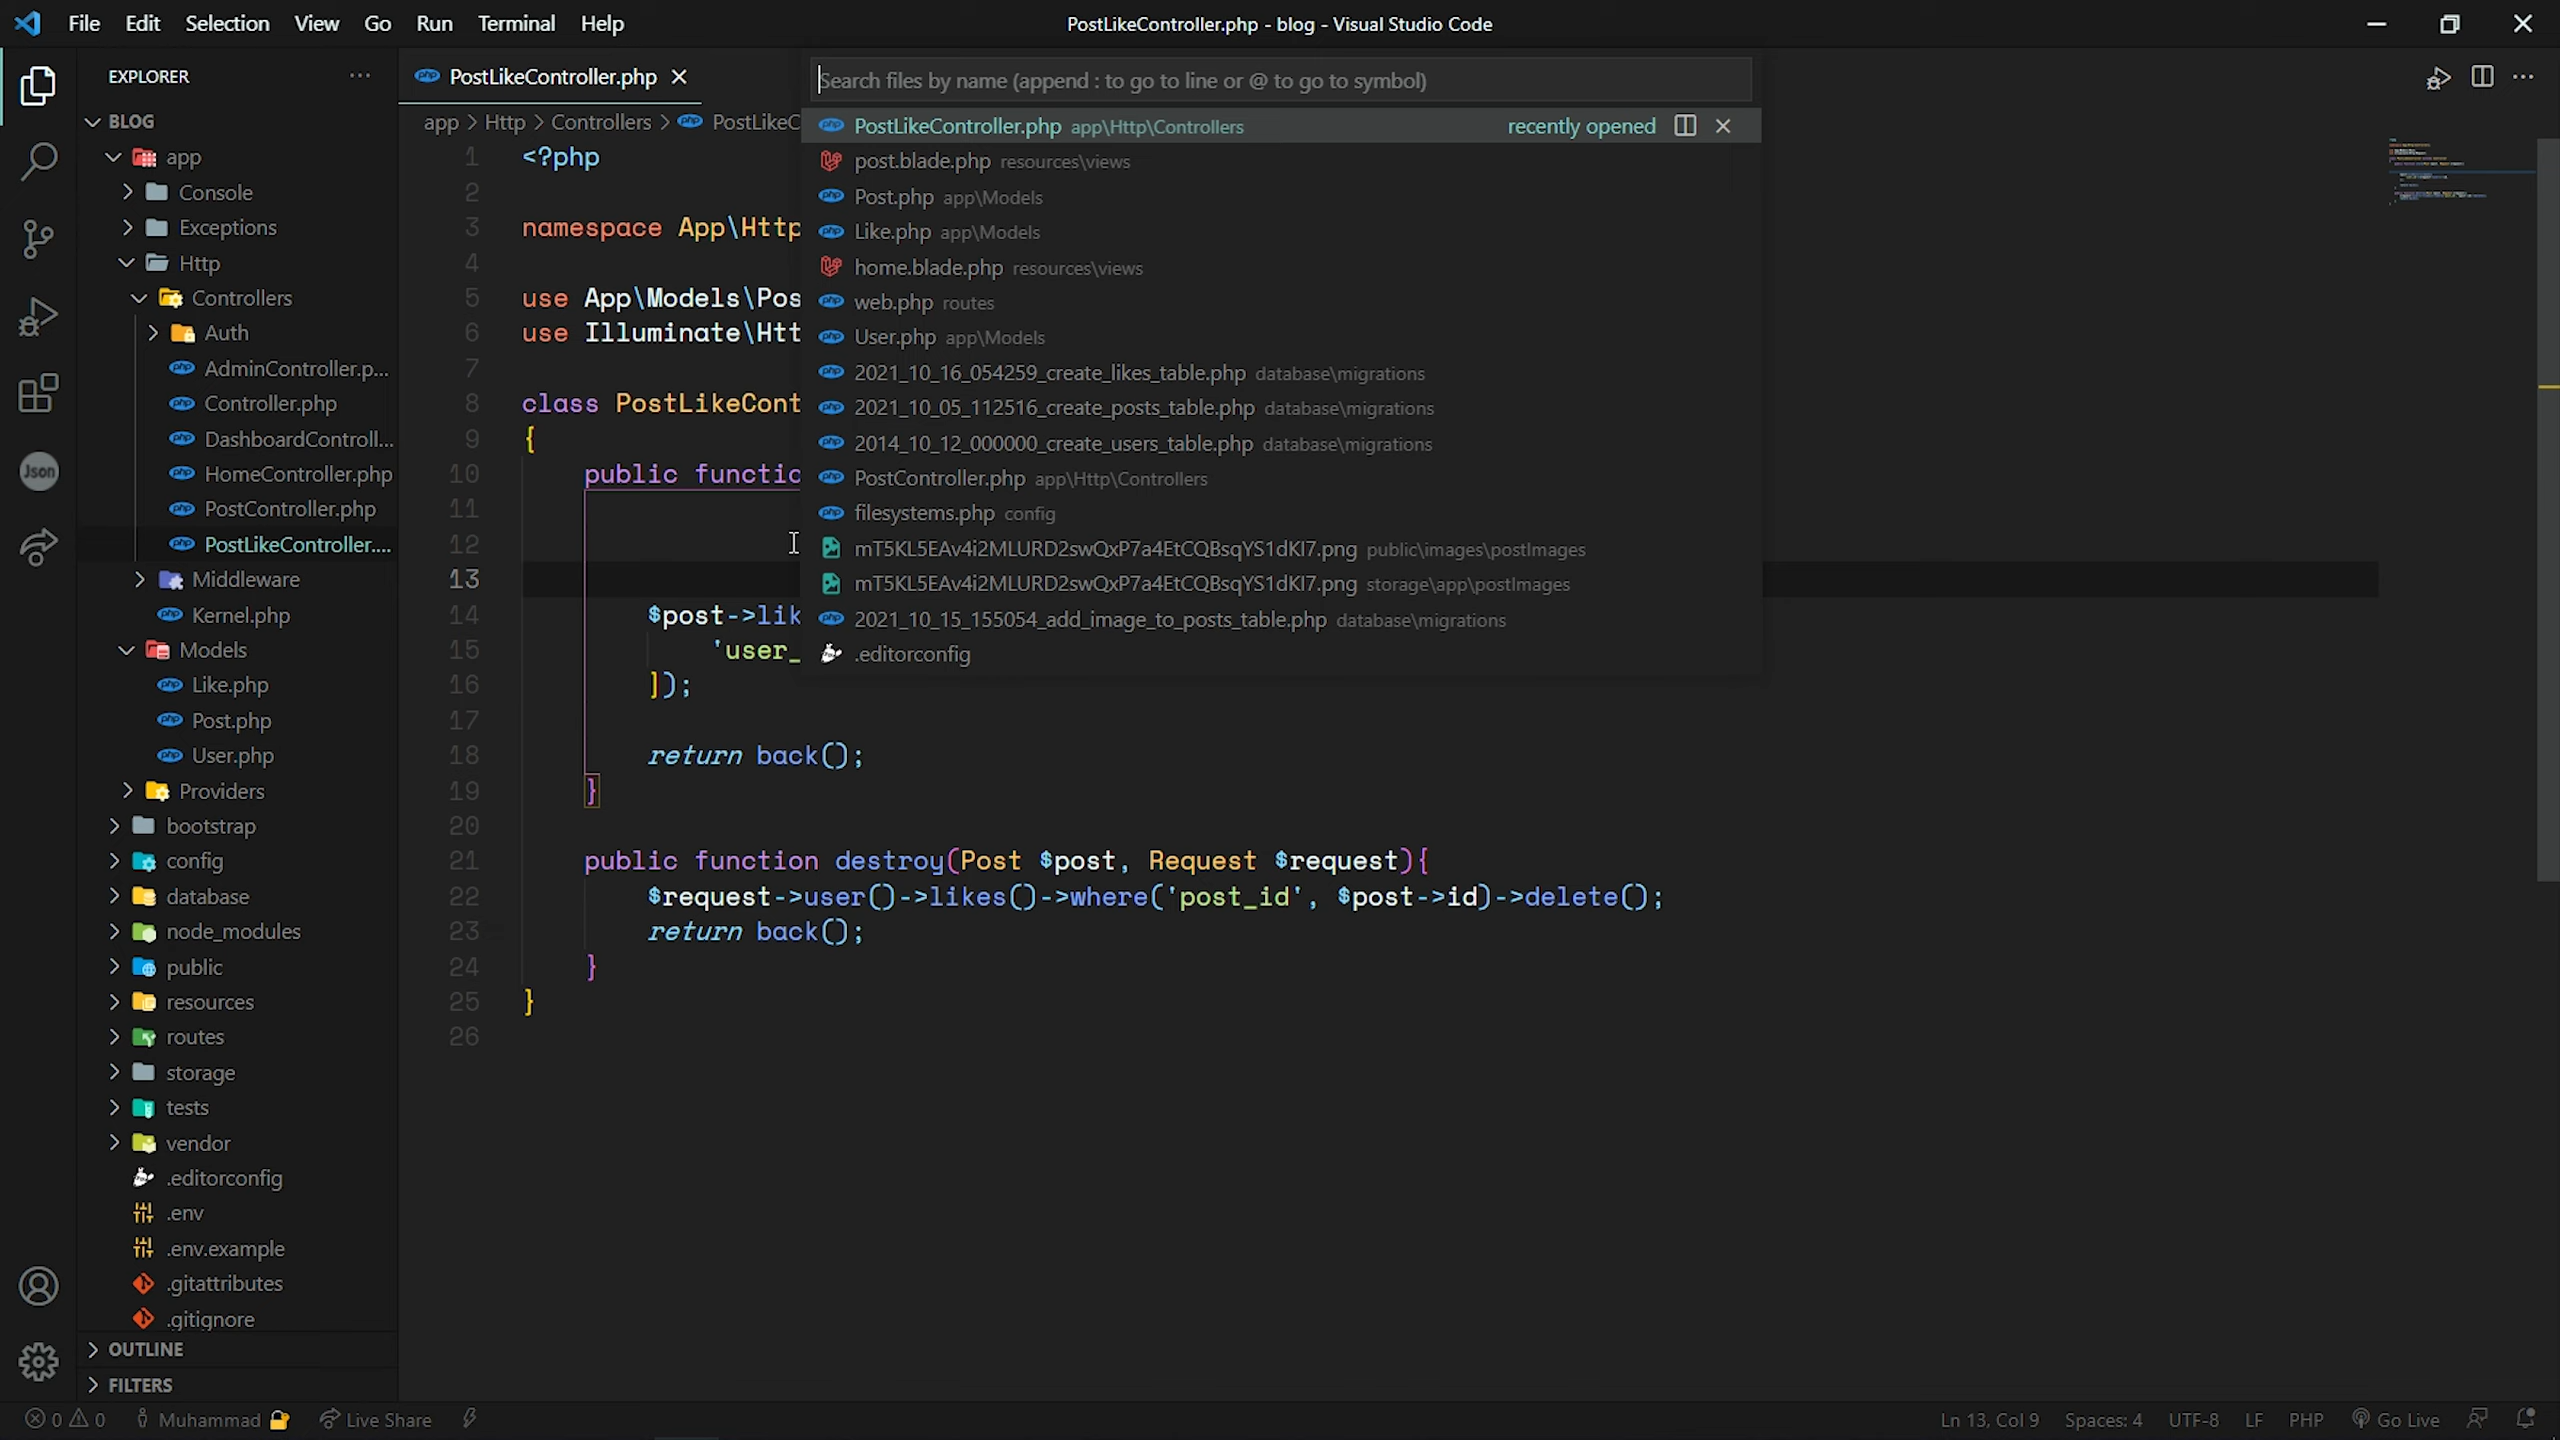 File Edit Selection View Go Run Terminal Help
PostLikeController.php - blog - Visual Studio Code
EXPLORER
BLOG
app
Console
Exceptions
Http
Controllers
Auth
AdminController.p...
Controller.php
DashboardControll...
HomeController.php
PostController.php
PostLikeController....
Middleware
Kernel.php
Models
Like.php
Post.php
User.php
Providers
bootstrap
config
database
node_modules
public
resources
routes
storage
tests
vendor
.editorconfig
.env
.env.example
.gitattributes
.gitignore
OUTLINE
FILTERS
Json
PostLikeController.php
app > Http > Controllers > PostLikeC
Search files by name (append : to go to line or @ to go to symbol)
PostLikeController.php app\Http\Controllers recently opened
post.blade.php resources\views
Post.php app\Models
Like.php app\Models
home.blade.php resources\views
web.php routes
User.php app\Models
2021_10_16_054259_create_likes_table.php database\migrations
2021_10_05_112516_create_posts_table.php database\migrations
2014_10_12_000000_create_users_table.php database\migrations
PostController.php app\Http\Controllers
filesystems.php config
mT5KL5EAv4i2MLURD2swQxP7a4EtCQBsqYS1dKI7.png public\images\postImages
mT5KL5EAv4i2MLURD2swQxP7a4EtCQBsqYS1dKI7.png storage\app\postImages
2021_10_15_155054_add_image_to_posts_table.php database\migrations
.editorconfig
1 <?php
2
3 namespace App\Http
4
5 use App\Models\Pos
6 use Illuminate\Htt
7
8 class PostLikeCont
9 {
10 public functio
11
12
13
14 $post->lik
15 'user_
16 ]);
17
18 return back();
19 }
20
21 public function destroy(Post $post, Request $request){
22 $request->user()->likes()->where('post_id', $post->id)->delete();
23 return back();
24 }
25 }
26
0 0 Muhammad Live Share
Ln 13, Col 9 Spaces: 4 UTF-8 LF PHP Go Live